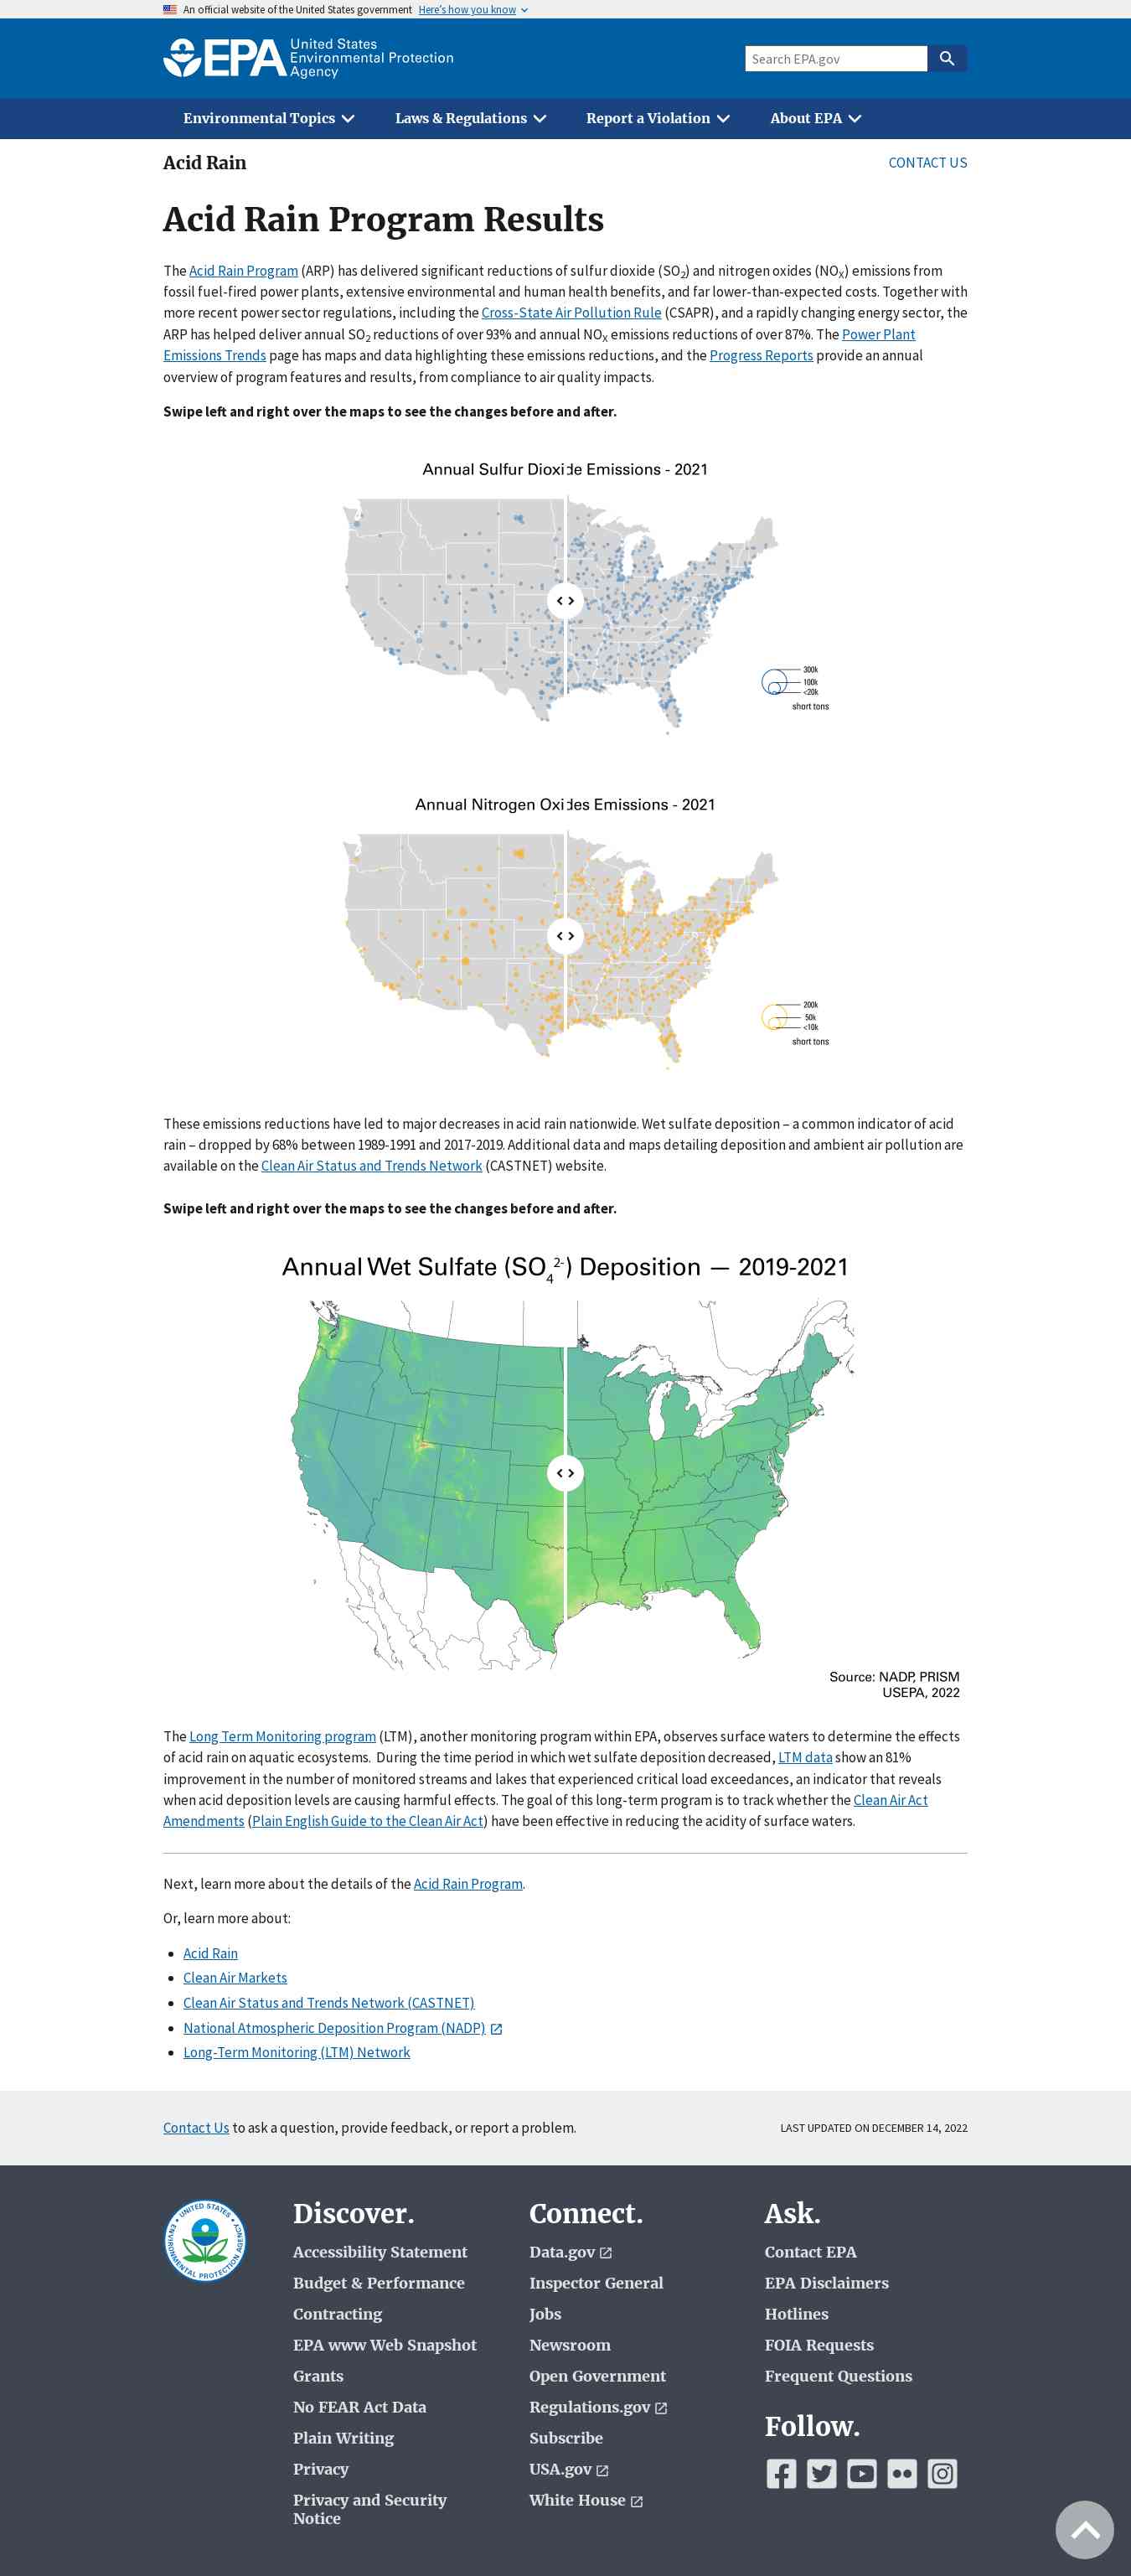 An official website of the United States government Here's how you know
EPA United States
Environmental Protection
Agency
Search EPA.gov
Environmental Topics Laws & Regulations Report a Violation About EPA
Acid Rain
CONTACT US
Acid Rain Program Results
The Acid Rain Program (ARP) has delivered significant reductions of sulfur dioxide (SO2) and nitrogen oxides (NOX) emissions from
fossil fuel-fired power plants, extensive environmental and human health benefits, and far lower-than-expected costs. Together with
more recent power sector regulations, including the Cross-State Air Pollution Rule (CSAPR), and a rapidly changing energy sector, the
ARP has helped deliver annual SO2 reductions of over 93% and annual NOX emissions reductions of over 87%. The Power Plant
Emissions Trends page has maps and data highlighting these emissions reductions, and the Progress Reports provide an annual
overview of program features and results, from compliance to air quality impacts.
Swipe left and right over the maps to see the changes before and after.
Annual Sulfur Dioxide Emissions - 2021
300k
100k
<20k
short tons
Annual Nitrogen Oxides Emissions - 2021
200k
50k
<10k
short tons
These emissions reductions have led to major decreases in acid rain nationwide. Wet sulfate deposition – a common indicator of acid
rain – dropped by 68% between 1989-1991 and 2017-2019. Additional data and maps detailing deposition and ambient air pollution are
available on the Clean Air Status and Trends Network (CASTNET) website.
Swipe left and right over the maps to see the changes before and after.
Annual Wet Sulfate (SO4 2-) Deposition — 2019-2021
Source: NADP, PRISM
USEPA, 2022
The Long Term Monitoring program (LTM), another monitoring program within EPA, observes surface waters to determine the effects
of acid rain on aquatic ecosystems. During the time period in which wet sulfate deposition decreased, LTM data show an 81%
improvement in the number of monitored streams and lakes that experienced critical load exceedances, an indicator that reveals
when acid deposition levels are causing harmful effects. The goal of this long-term program is to track whether the Clean Air Act
Amendments (Plain English Guide to the Clean Air Act) have been effective in reducing the acidity of surface waters.
Next, learn more about the details of the Acid Rain Program.
Or, learn more about:
Acid Rain
Clean Air Markets
Clean Air Status and Trends Network (CASTNET)
National Atmospheric Deposition Program (NADP)
Long-Term Monitoring (LTM) Network
Contact Us to ask a question, provide feedback, or report a problem.
LAST UPDATED ON DECEMBER 14, 2022
UNITED STATES
ENVIRONMENTAL PROTECTION AGENCY
Discover.
Accessibility Statement
Budget & Performance
Contracting
EPA www Web Snapshot
Grants
No FEAR Act Data
Plain Writing
Privacy
Privacy and Security
Notice
Connect.
Data.gov
Inspector General
Jobs
Newsroom
Open Government
Regulations.gov
Subscribe
USA.gov
White House
Ask.
Contact EPA
EPA Disclaimers
Hotlines
FOIA Requests
Frequent Questions
Follow.